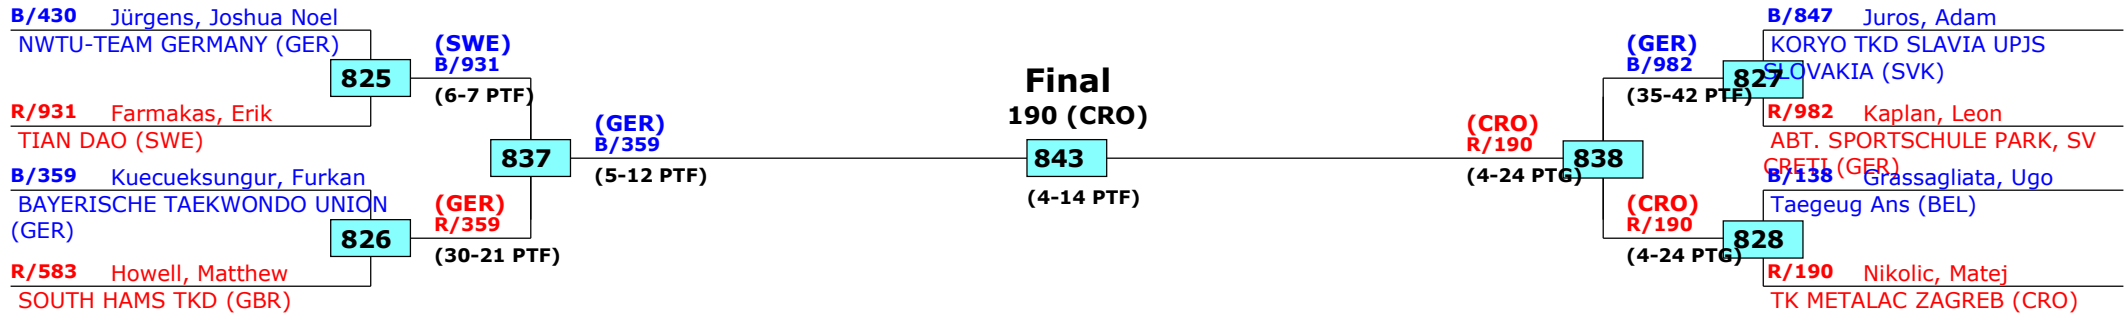 B/430 Jürgens, Joshua Noel
NWTU-TEAM GERMANY (GER)
825
R/931 Farmakas, Erik
TIAN DAO (SWE)
B/359 Kuecueksungur, Furkan
BAYERISCHE TAEKWONDO UNION
(GER)
826
R/583 Howell, Matthew
SOUTH HAMS TKD (GBR)
(SWE)
B/931
(6-7 PTF)
837
(GER)
R/359
(30-21 PTF)
(GER)
B/359
(5-12 PTF)
Final
190 (CRO)
843
(4-14 PTF)
(CRO)
R/190
(4-24 PTG)
838
(GER)
B/982
(35-42 PTF)
(CRO)
R/190
(4-24 PTG)
B/847 Juros, Adam
KORYO TKD SLAVIA UPJS
SLOVAKIA (SVK)
827
R/982 Kaplan, Leon
ABT. SPORTSCHULE PARK, SV
CRETI (GER)
B/138 Grassagliata, Ugo
Taegeug Ans (BEL)
828
R/190 Nikolic, Matej
TK METALAC ZAGREB (CRO)